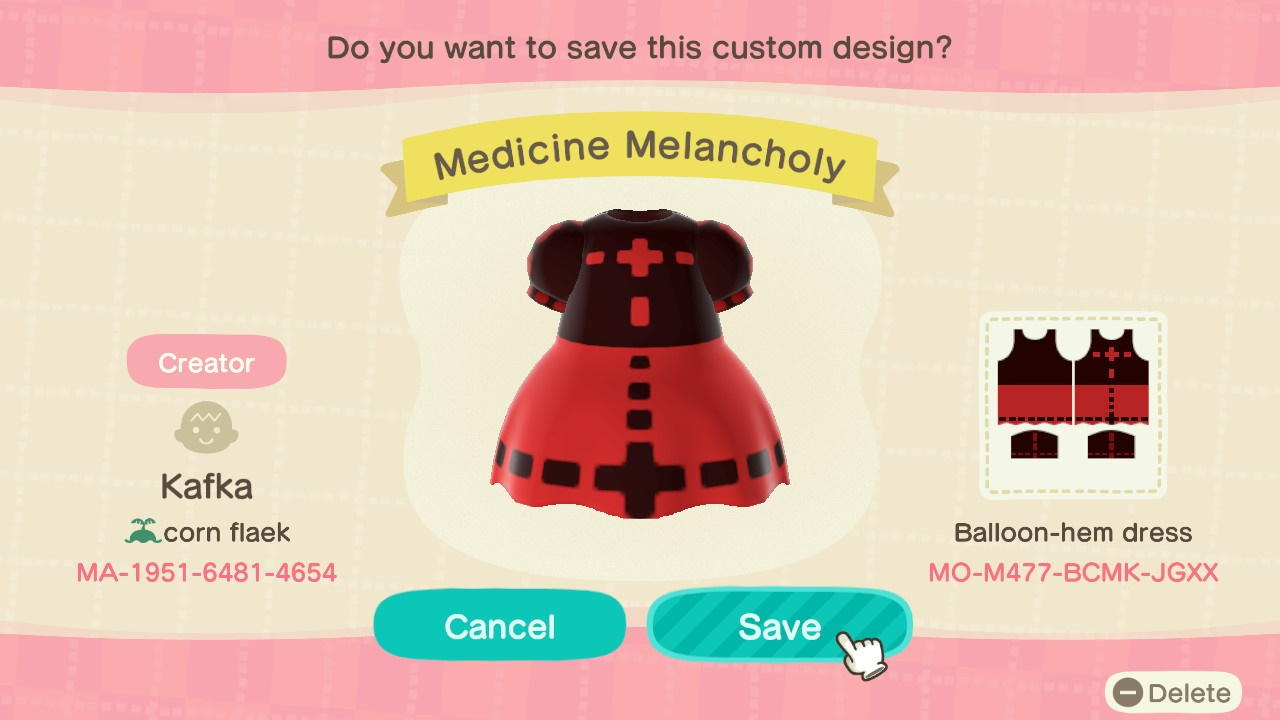 Do you want to save this custom design?
Medicine Melancholy
Creator
Kafka
corn flaek
MA-1951-6481-4654
Balloon-hem dress
MO-M477-BCMK-JGXX
Cancel
Save
Delete